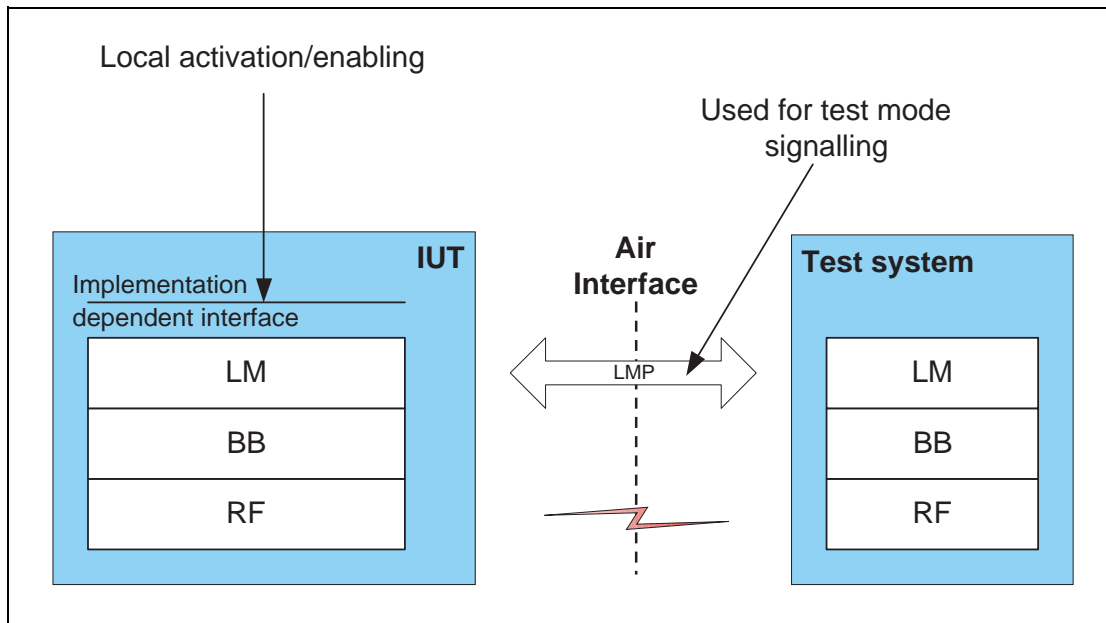 Local activation/enabling
Used for test mode
signalling
IUT
Implementation
dependent interface
LM
BB
RF
Air
Interface
LMP
Test system
LM
BB
RF